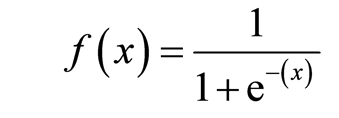 f(x) = 1 / (1+e^-(x))